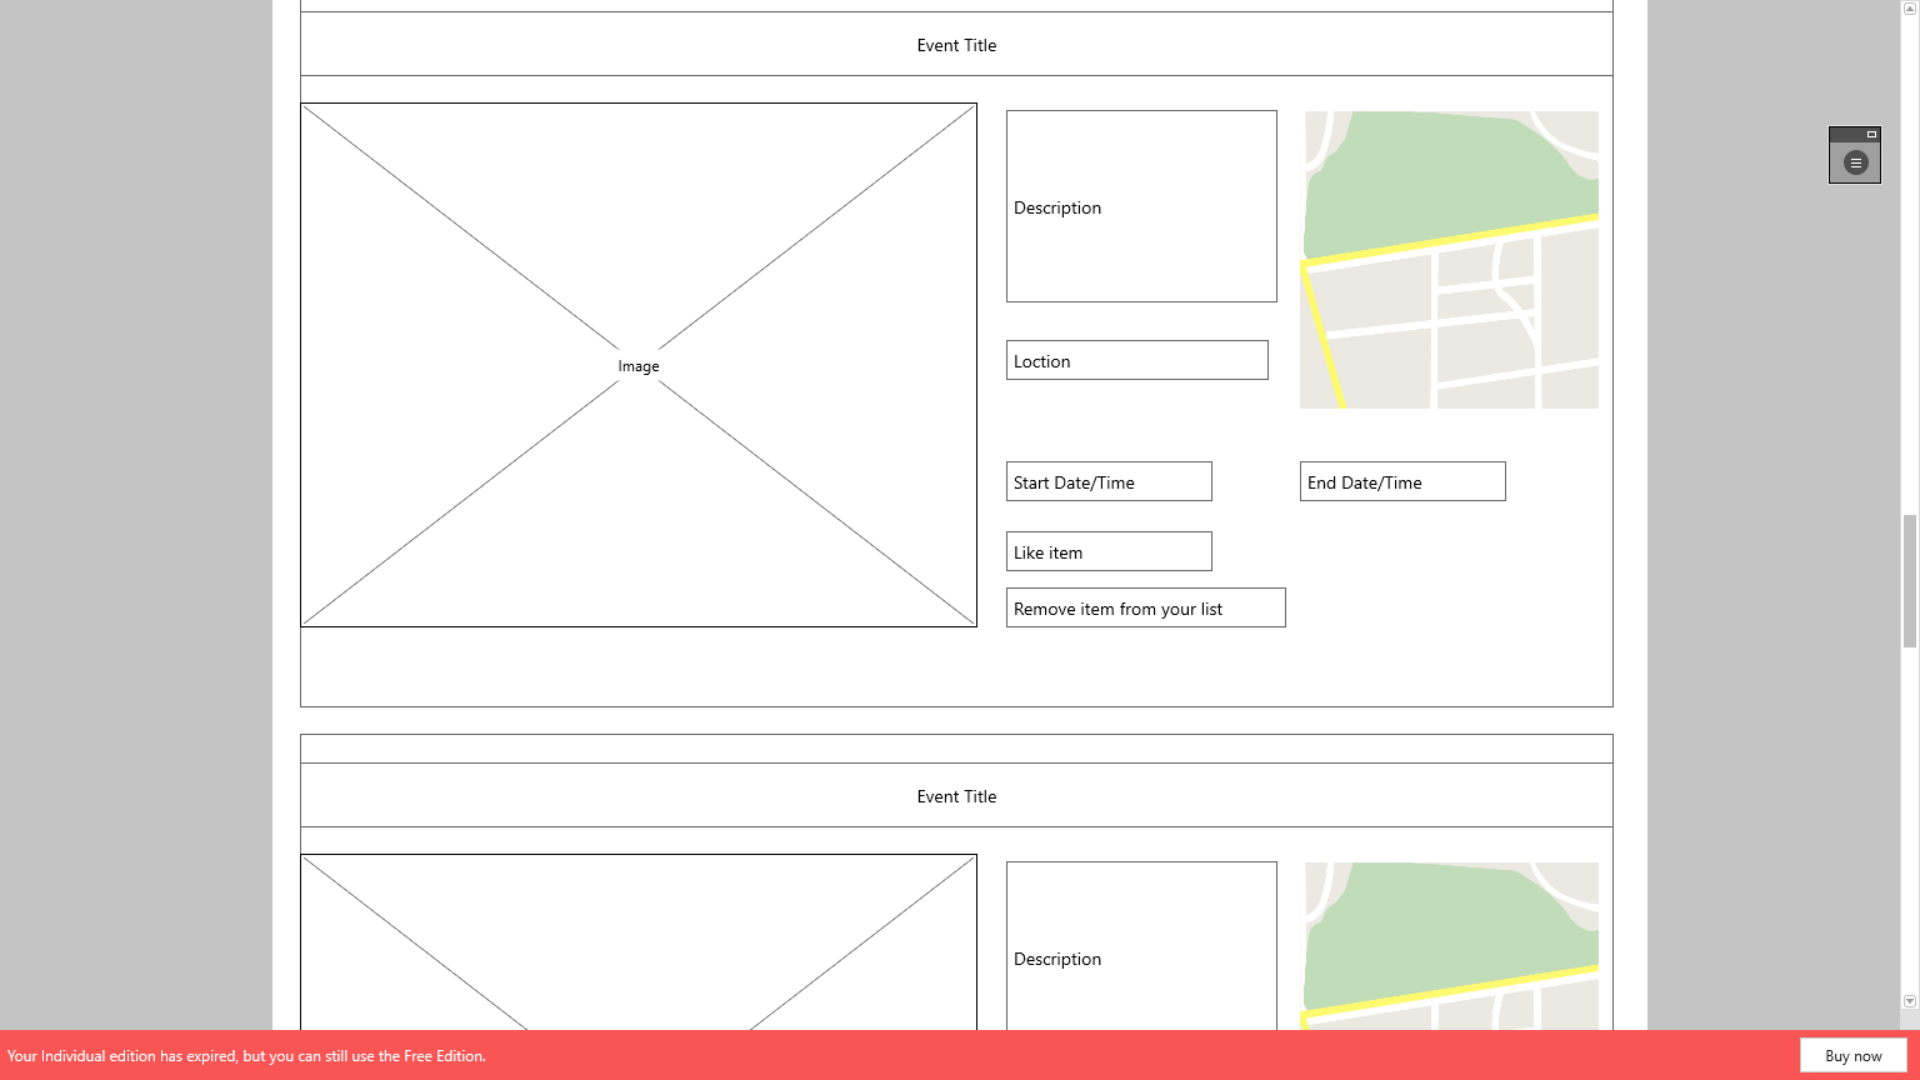 Event Title
Description
Image
Loction
Start Date/Time
End Date/Time
Like item
Remove item from your list
Event Title
Description
Your Individual edition has expired, but you can still use the Free Edition.
Buy now